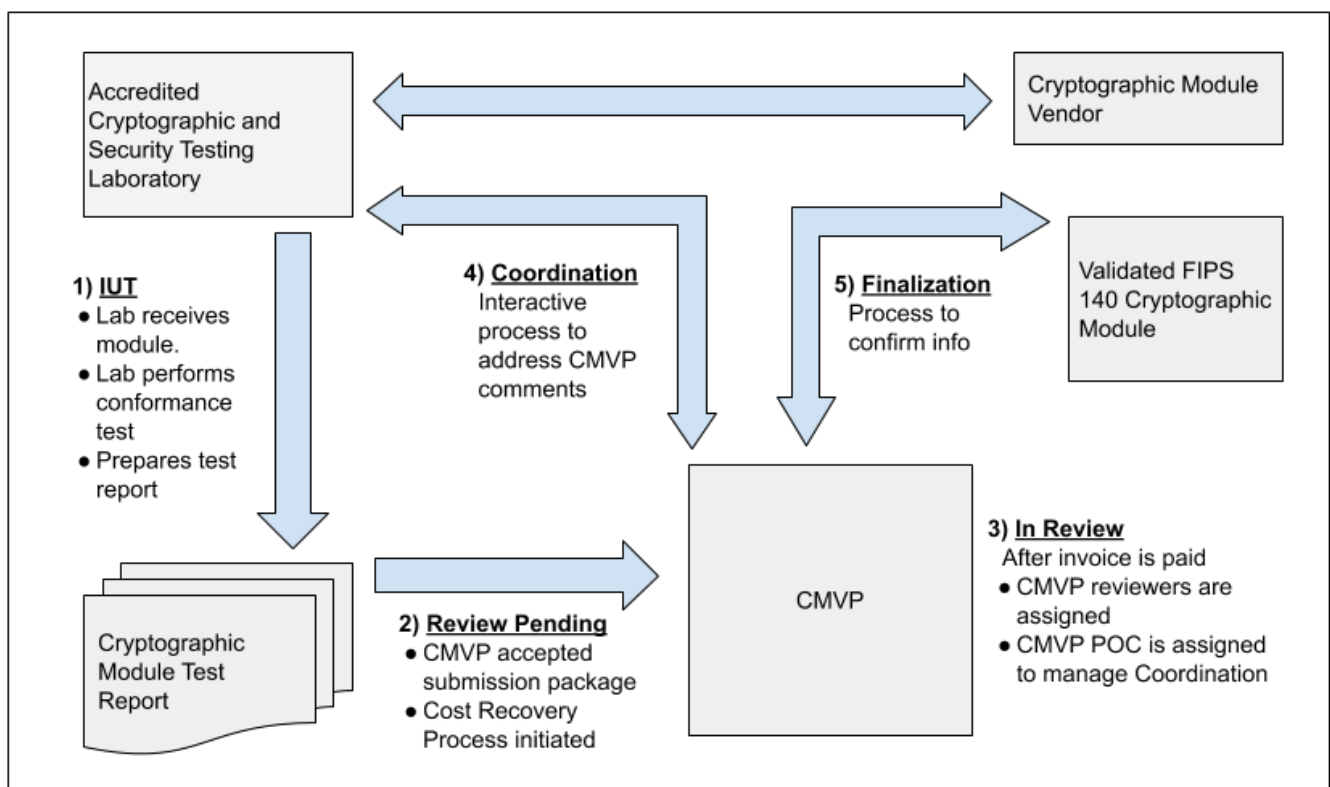 Accredited
Cryptographic and
Security Testing
Laboratory
Cryptographic Module
Vendor
1) IUT
● Lab receives
module.
● Lab performs
conformance
test
● Prepares test
report
4) Coordination
Interactive
process to
address CMVP
comments
5) Finalization
Process to
confirm info
Validated FIPS
140 Cryptographic
Module
Cryptographic
Module Test
Report
2) Review Pending
● CMVP accepted
submission package
● Cost Recovery
Process initiated
CMVP
3) In Review
After invoice is paid
● CMVP reviewers are
assigned
● CMVP POC is assigned
to manage Coordination